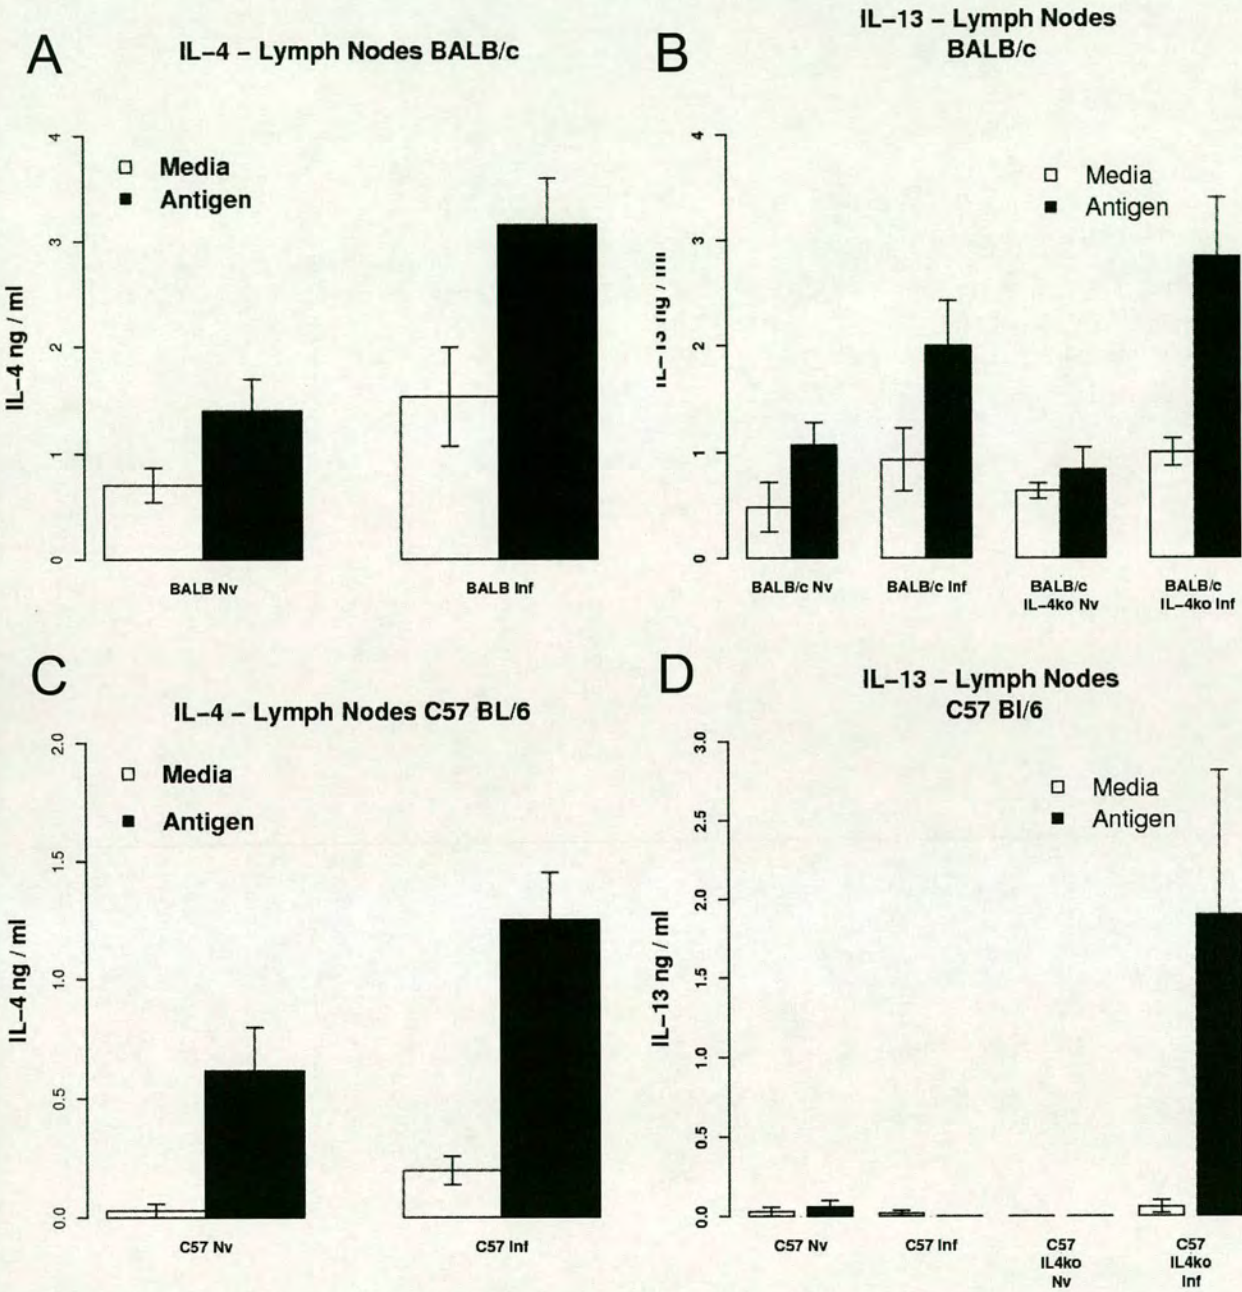 A
IL-4 - Lymph Nodes BALB/c
4
3
2
1
0
IL-4 ng / ml
Media
Antigen
BALB Nv
BALB Inf
B
IL-13 - Lymph Nodes
BALB/c
4
3
2
1
0
IL-13 ng / ml
Media
Antigen
BALB/c Nv
BALB/c Inf
BALB/c
IL-4ko Nv
BALB/c
IL-4ko Inf
C
IL-4 - Lymph Nodes C57 BL/6
2.0
1.5
1.0
0.5
0.0
IL-4 ng / ml
Media
Antigen
C57 Nv
C57 Inf
D
IL-13 - Lymph Nodes
C57 Bl/6
3.0
2.5
2.0
1.5
1.0
0.5
0.0
IL-13 ng / ml
Media
Antigen
C57 Nv
C57 Inf
C57
IL4ko
Nv
C57
IL4ko
Inf